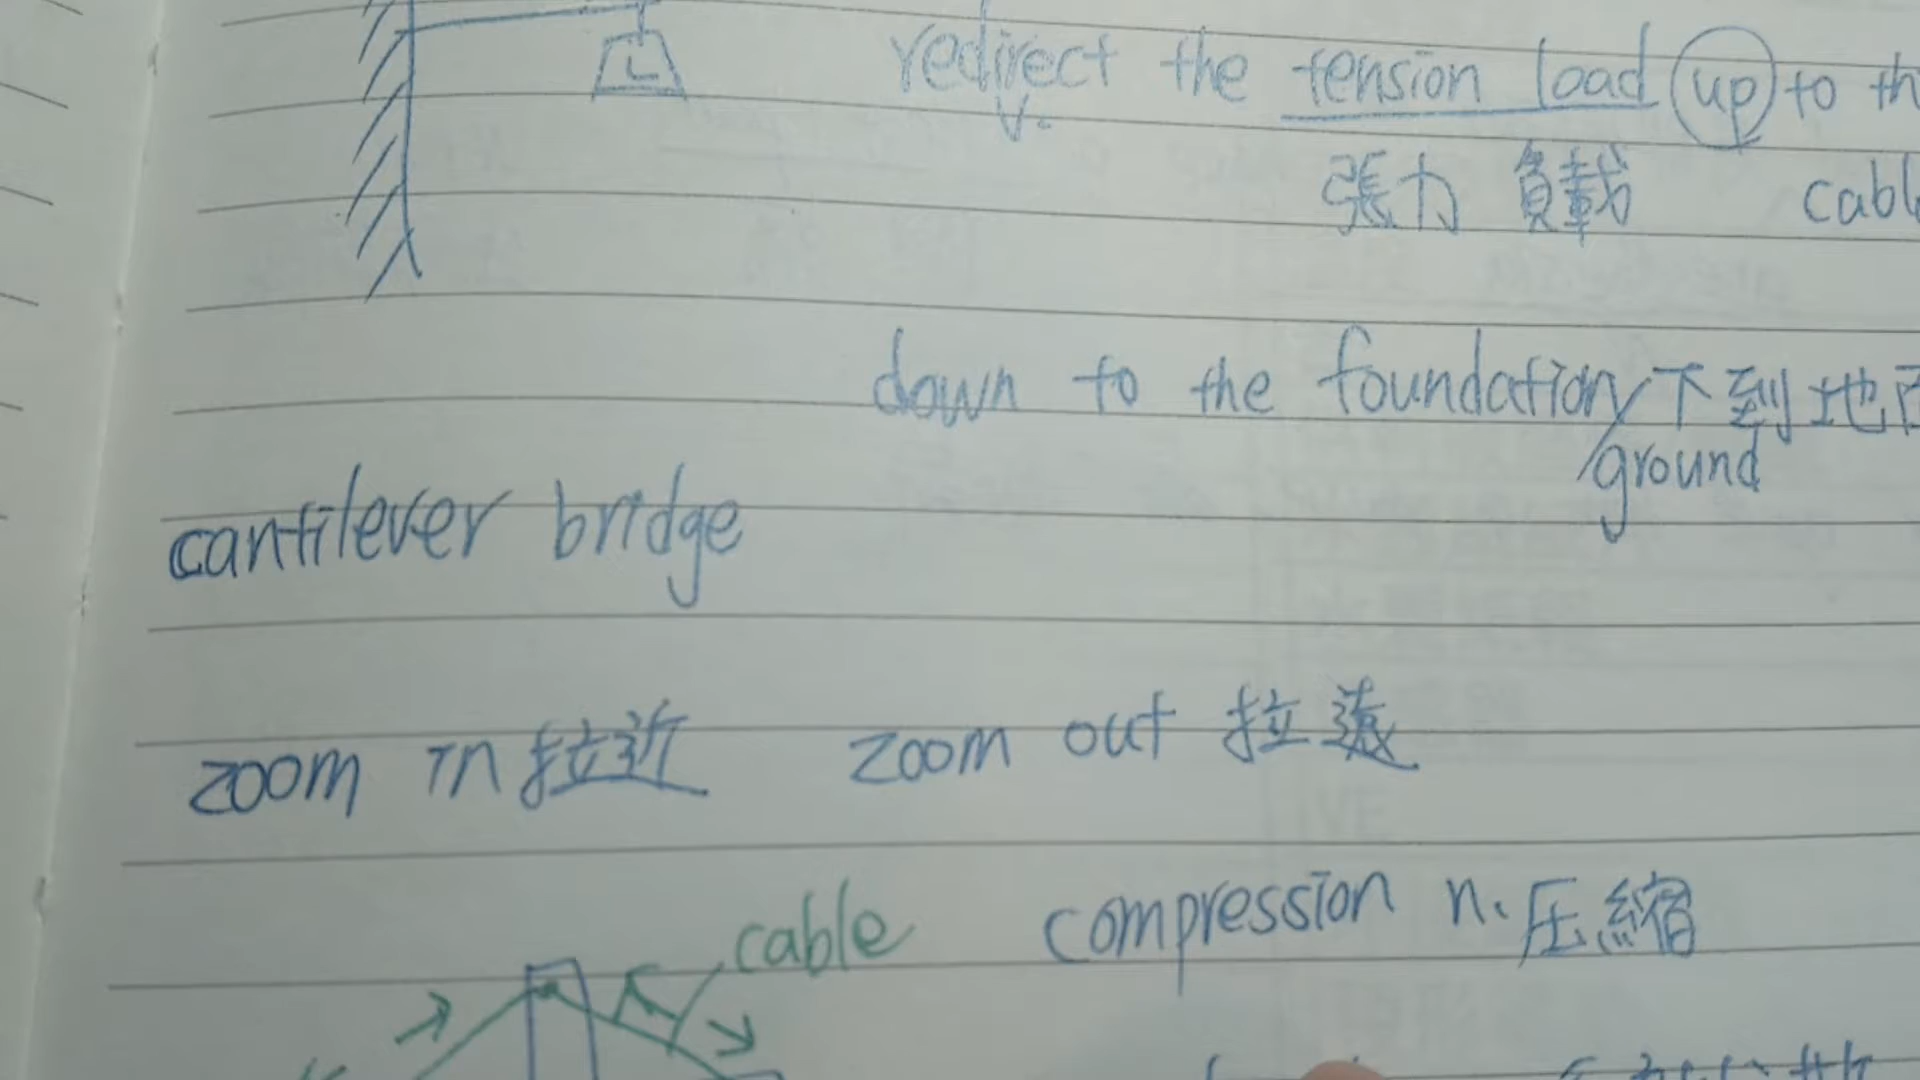 L
redirect the tension load up to th
v.
張力 負載 cabl
down to the foundation/下到地
/ground
cantilever bridge
zoom in 拉近 zoom out 拉遠
cable compression n. 压縮